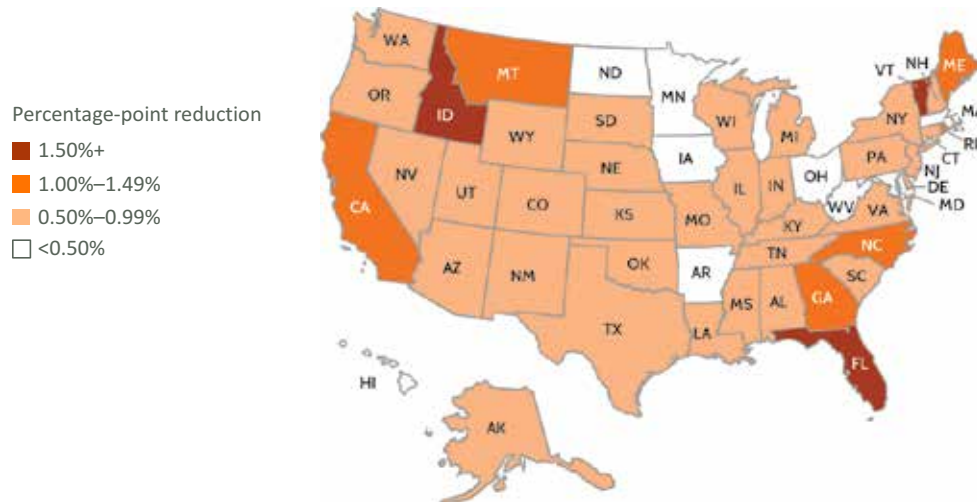 Percentage-point reduction
1.50%+
1.00%–1.49%
0.50%–0.99%
<0.50%
WA
MT
ND
MN
VT
NH
ME
OR
ID
WY
SD
WI
MI
NY
MA
RI
CT
NE
IA
PA
NJ
DE
MD
CA
NV
UT
CO
KS
MO
IL
IN
OH
WV
VA
KY
AZ
NM
OK
AR
TN
NC
SC
TX
LA
MS
AL
GA
FL
HI
AK